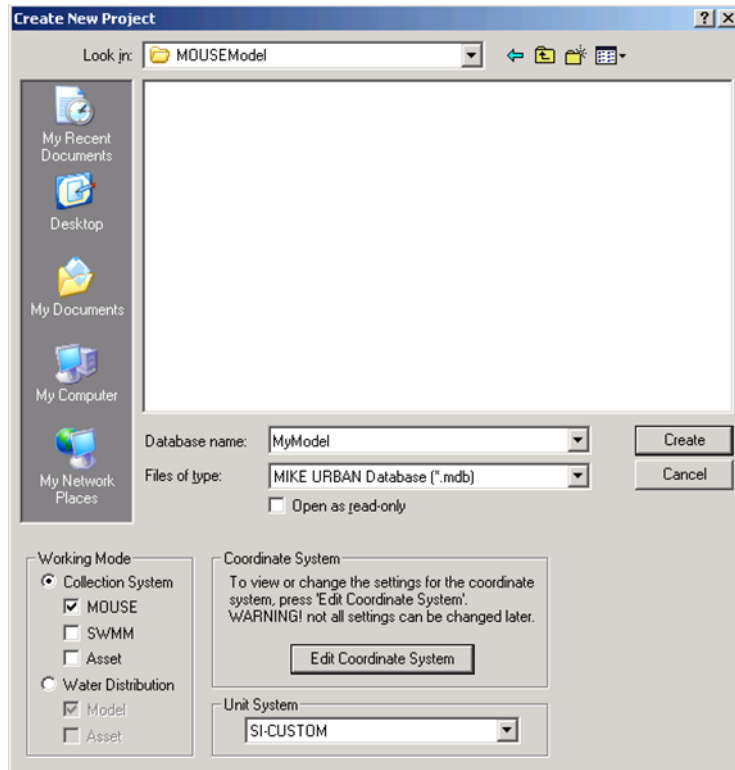 Create New Project
Look in: MOUSEModel
My Recent
Documents
Desktop
My Documents
My Computer
My Network
Places
Database name: MyModel Create
Files of type: MIKE URBAN Database (*.mdb) Cancel
Open as read-only
Working Mode
Collection System
MOUSE
SWMM
Asset
Water Distribution
Model
Asset
Coordinate System
To view or change the settings for the coordinate
system, press 'Edit Coordinate System'.
WARNING! not all settings can be changed later.
Edit Coordinate System
Unit System
SI-CUSTOM